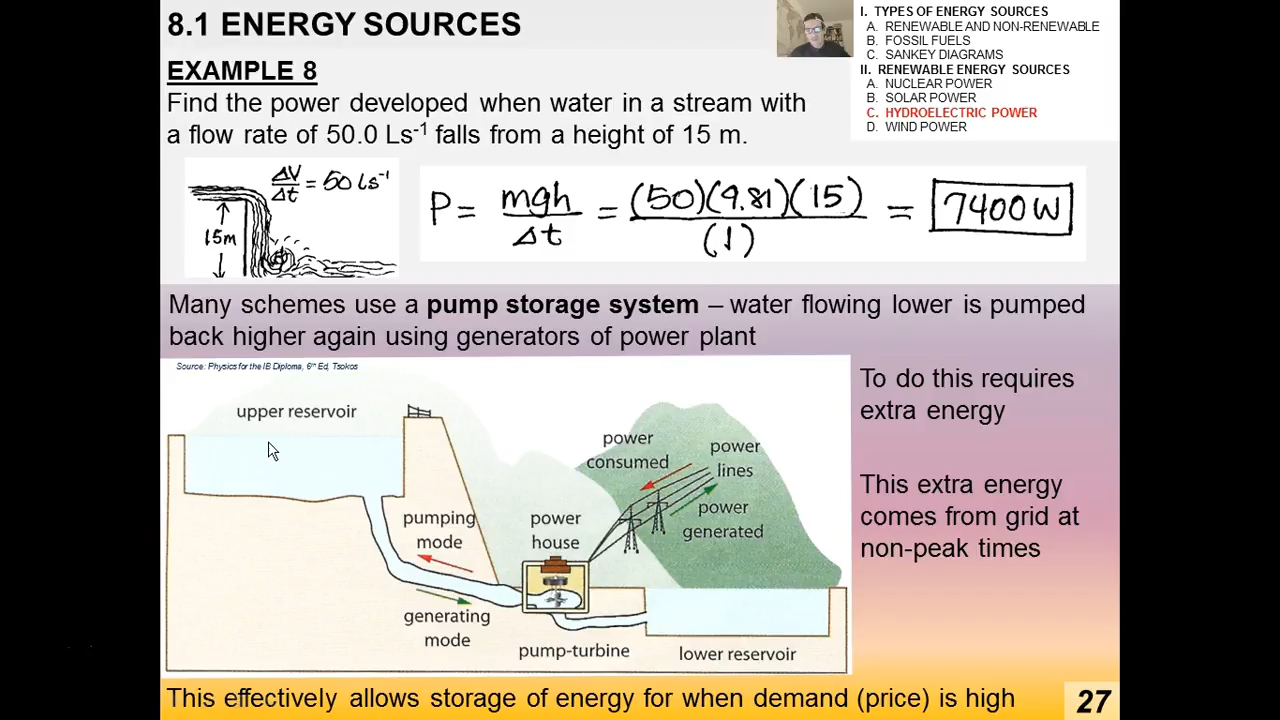 8.1 ENERGY SOURCES
I. TYPES OF ENERGY SOURCES
A. RENEWABLE AND NON-RENEWABLE
B. FOSSIL FUELS
C. SANKEY DIAGRAMS
II. RENEWABLE ENERGY SOURCES
A. NUCLEAR POWER
B. SOLAR POWER
C. HYDROELECTRIC POWER
D. WIND POWER
EXAMPLE 8
Find the power developed when water in a stream with
a flow rate of 50.0 Ls⁻¹ falls from a height of 15 m.
ΔV/Δt = 50 Ls⁻¹
15m
P = mgh/Δt = (50)(9.81)(15)/(1) = 7400W
Many schemes use a pump storage system – water flowing lower is pumped
back higher again using generators of power plant
Source: Physics for the IB Diploma, 6th Ed, Tsokos
upper reservoir
power
consumed
power
lines
power
generated
pumping
mode
power
house
generating
mode
pump-turbine
lower reservoir
To do this requires
extra energy
This extra energy
comes from grid at
non-peak times
This effectively allows storage of energy for when demand (price) is high
27